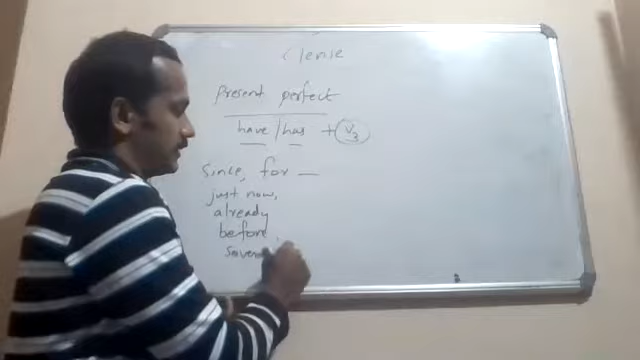 Tense
Present perfect
have / has + V3
Since, for —
just now,
already
before,